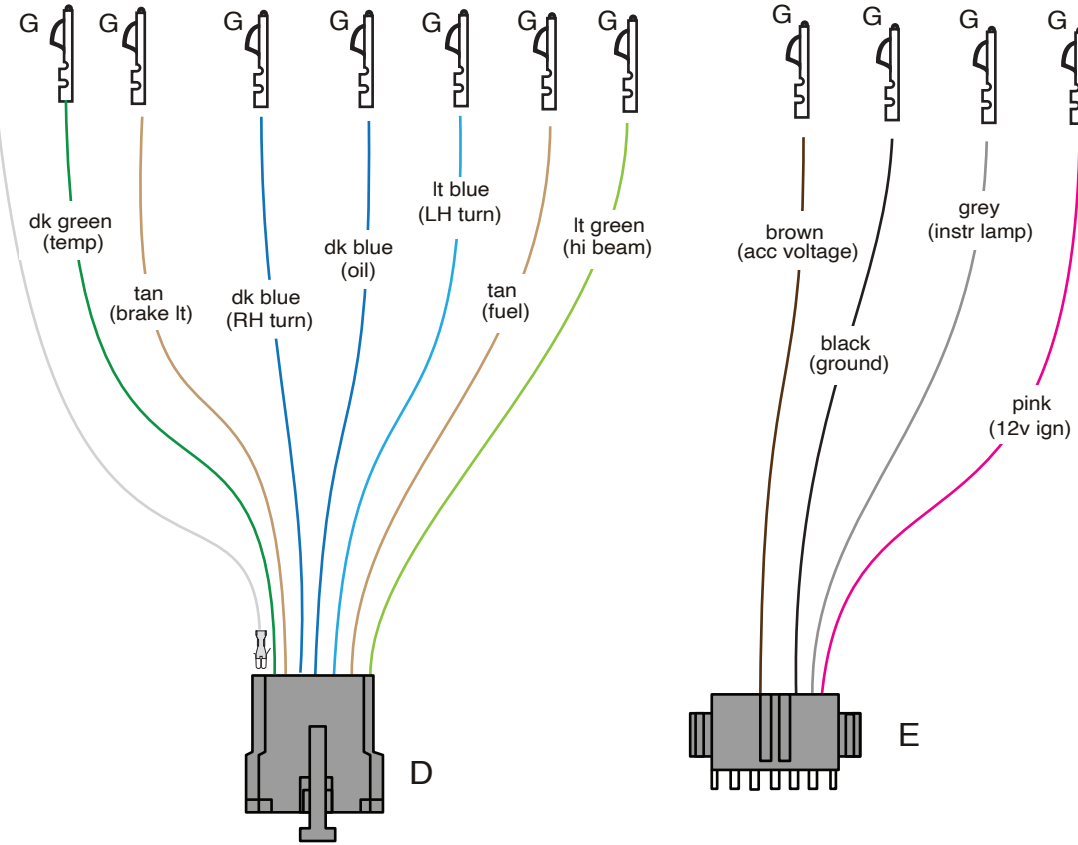 G G G G G G G G G G G
dk green
(temp)
tan
(brake lt)
dk blue
(RH turn)
dk blue
(oil)
lt blue
(LH turn)
tan
(fuel)
lt green
(hi beam)
brown
(acc voltage)
black
(ground)
grey
(instr lamp)
pink
(12v ign)
D
E